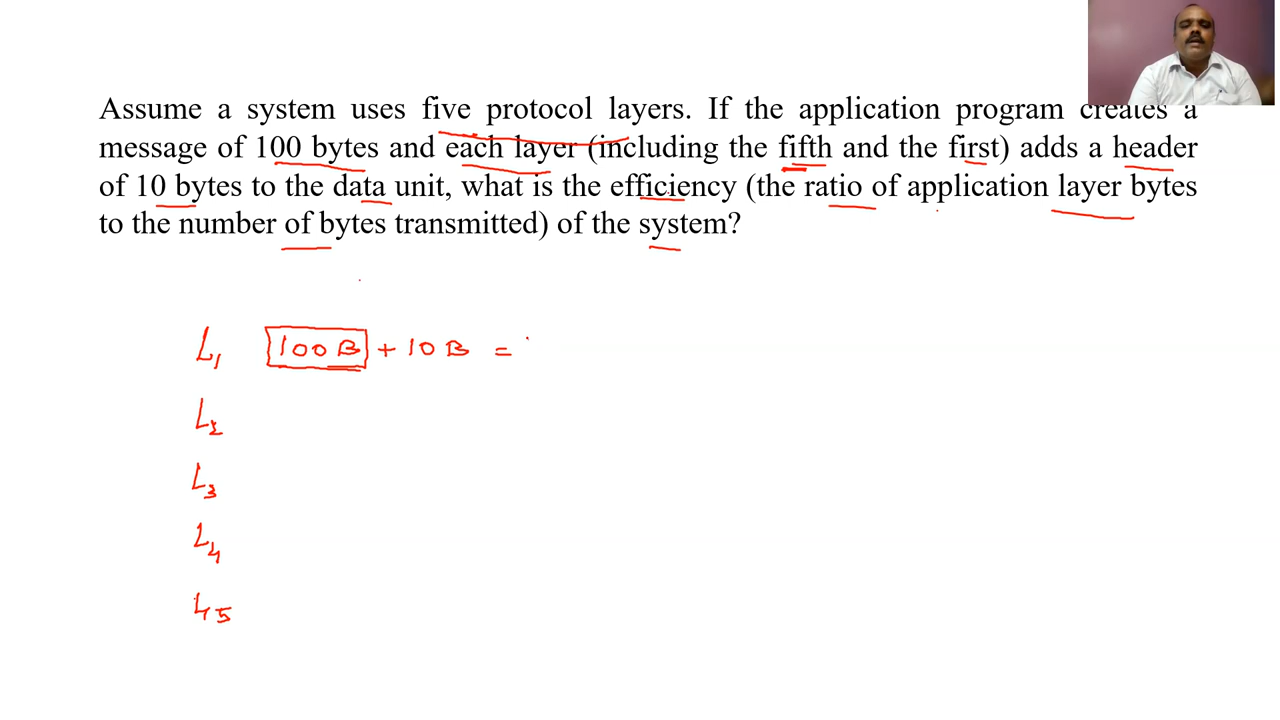 Assume a system uses five protocol layers. If the application program creates a
message of 100 bytes and each layer (including the fifth and the first) adds a header
of 10 bytes to the data unit, what is the efficiency (the ratio of application layer bytes
to the number of bytes transmitted) of the system?
L1 100 B + 10 B =
L2
L3
L4
L5